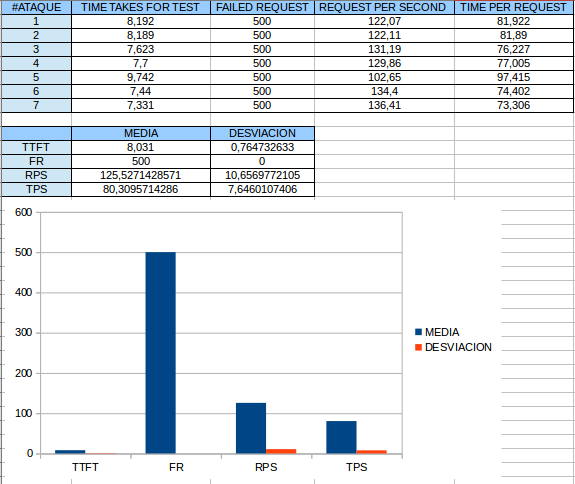 #ATAQUE TIME TAKES FOR TEST FAILED REQUEST REQUEST PER SECOND TIME PER REQUEST
1 8,192 500 122,07 81,922
2 8,189 500 122,11 81,89
3 7,623 500 131,19 76,227
4 7,7 500 129,86 77,005
5 9,742 500 102,65 97,415
6 7,44 500 134,4 74,402
7 7,331 500 136,41 73,306
MEDIA DESVIACION
TTFT 8,031 0,764732633
FR 500 0
RPS 125,5271428571 10,6569772105
TPS 80,3095714286 7,6460107406
600
500
400
300
200
100
0
TTFT FR RPS TPS
MEDIA
DESVIACION